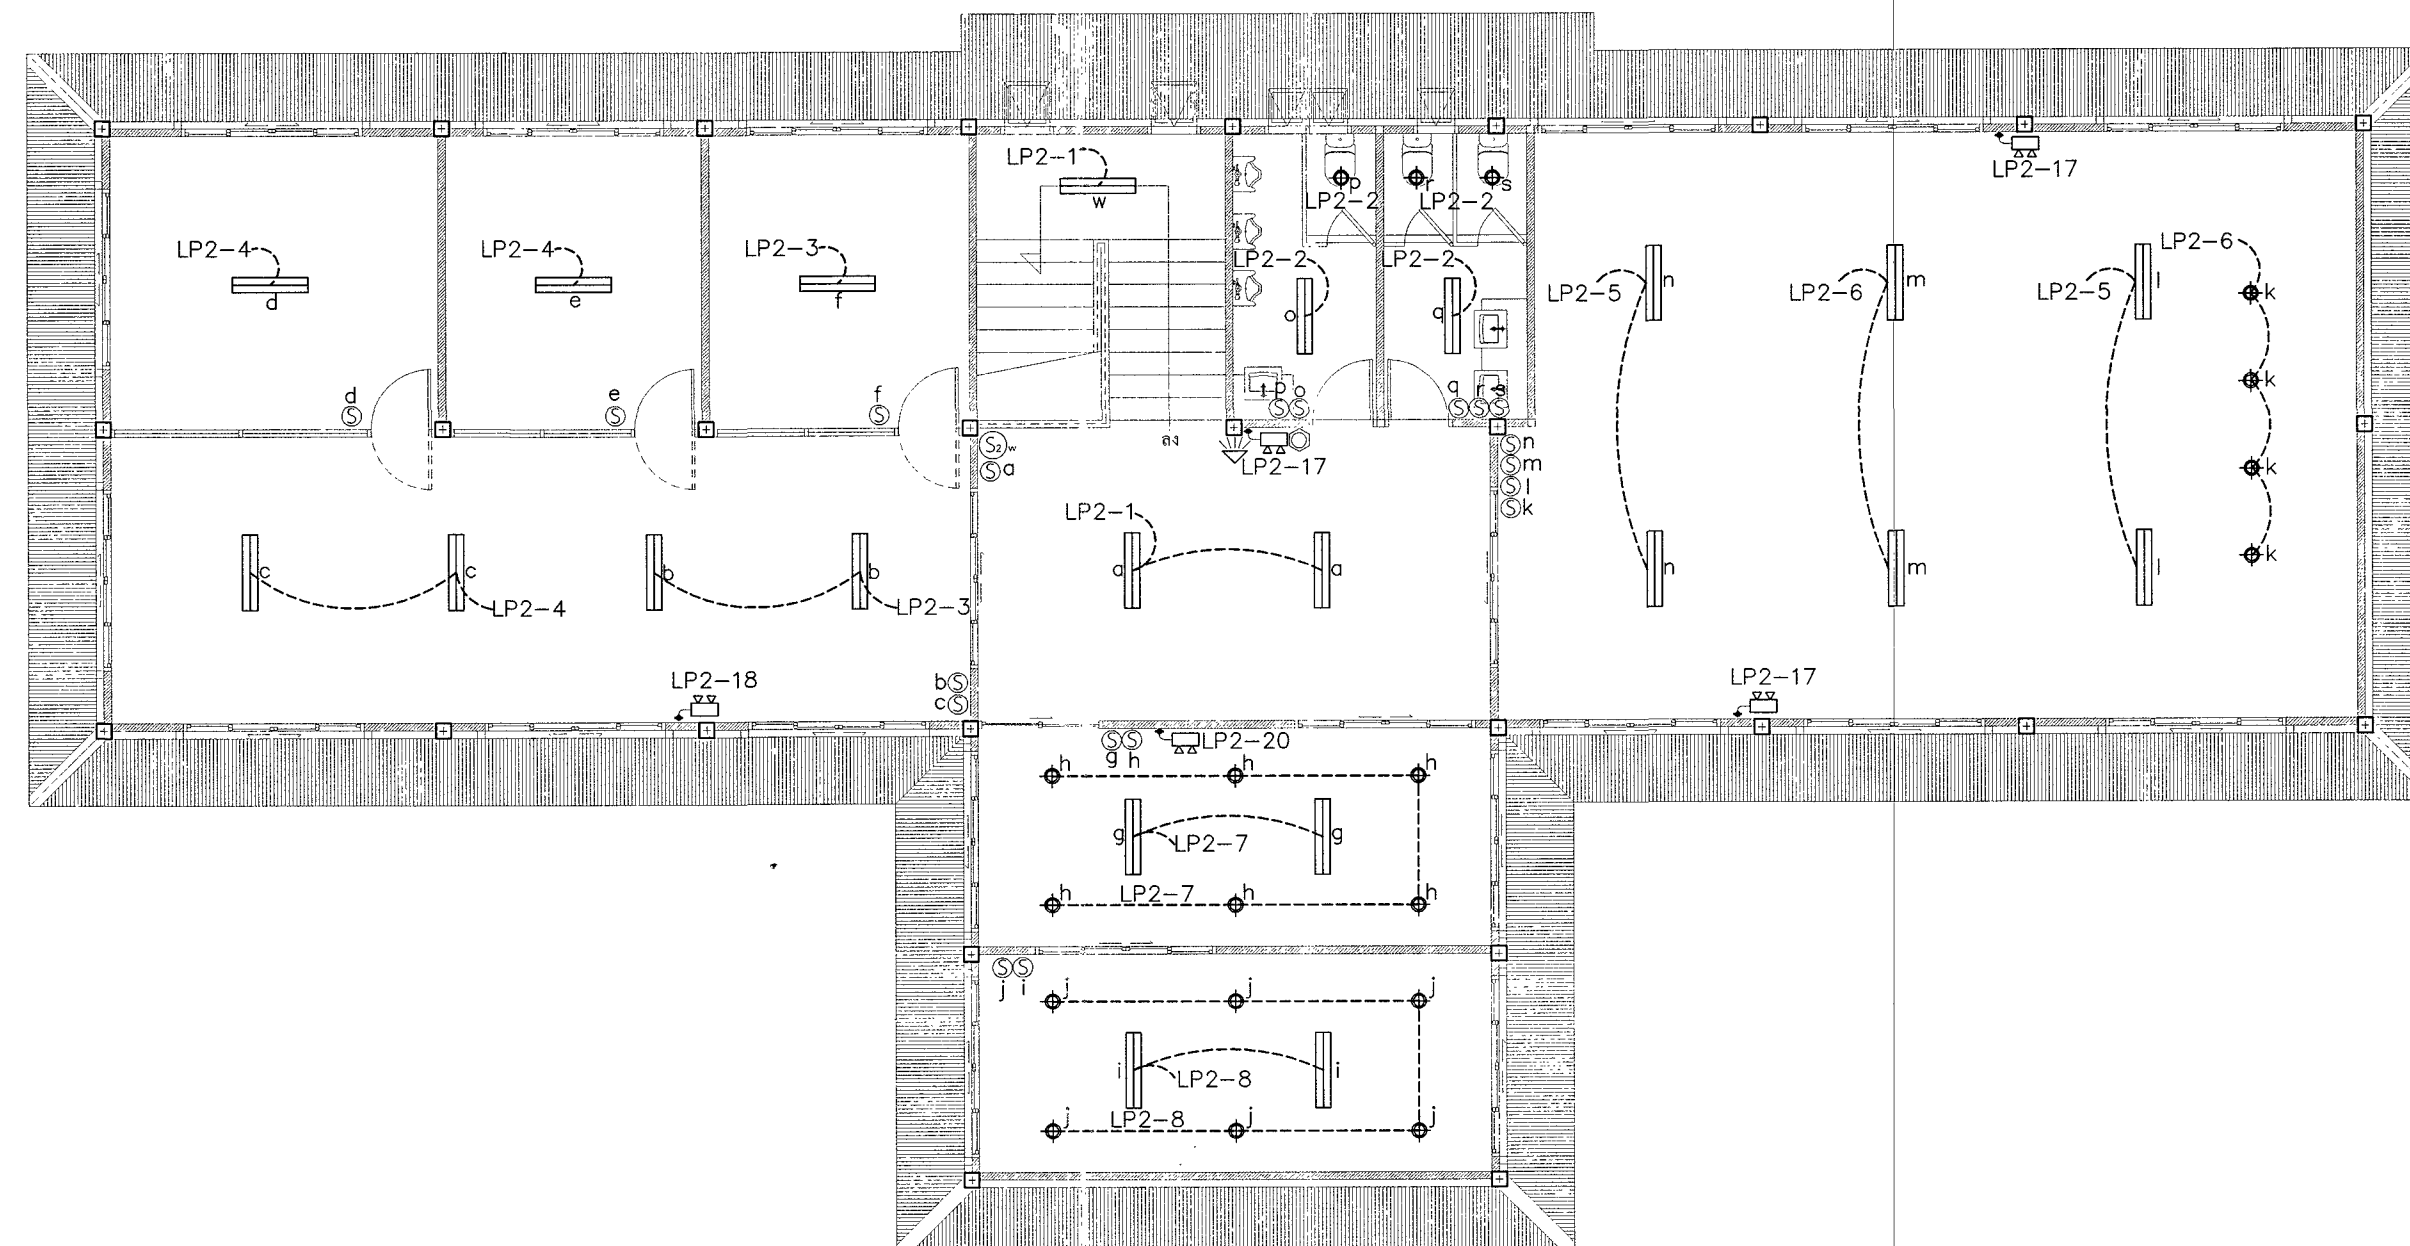 LP2-1
w
LP2-17
p r s
LP2-2 LP2-2
LP2-4
d
LP2-4
e
LP2-3
f
LP2-2
o
LP2-2
q
LP2-5
n
LP2-6
m
LP2-5
l
LP2-6
k
k
k
k
d
S
e
S
f
S
p o
S S
q r s
S S S
S2 w
S a
ลง
LP2-17
S n
S m
S l
S k
LP2-1
a a
c c
LP2-4
b b
LP2-3
n
m
l
LP2-18
b S
c S
LP2-17
S S
g h
LP2-20
h h h
g g
LP2-7
LP2-7
h h h
S S
j i
j j j
i i
LP2-8
LP2-8
j j j